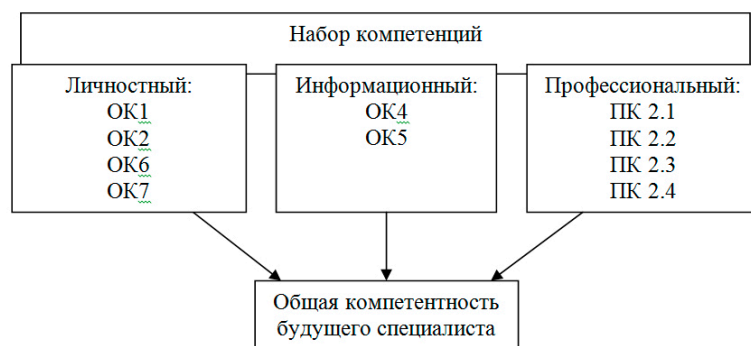 Набор компетенций
Личностный:
ОК1
ОК2
ОК6
ОК7
Информационный:
ОК4
ОК5
Профессиональный:
ПК 2.1
ПК 2.2
ПК 2.3
ПК 2.4
Общая компетентность
будущего специалиста